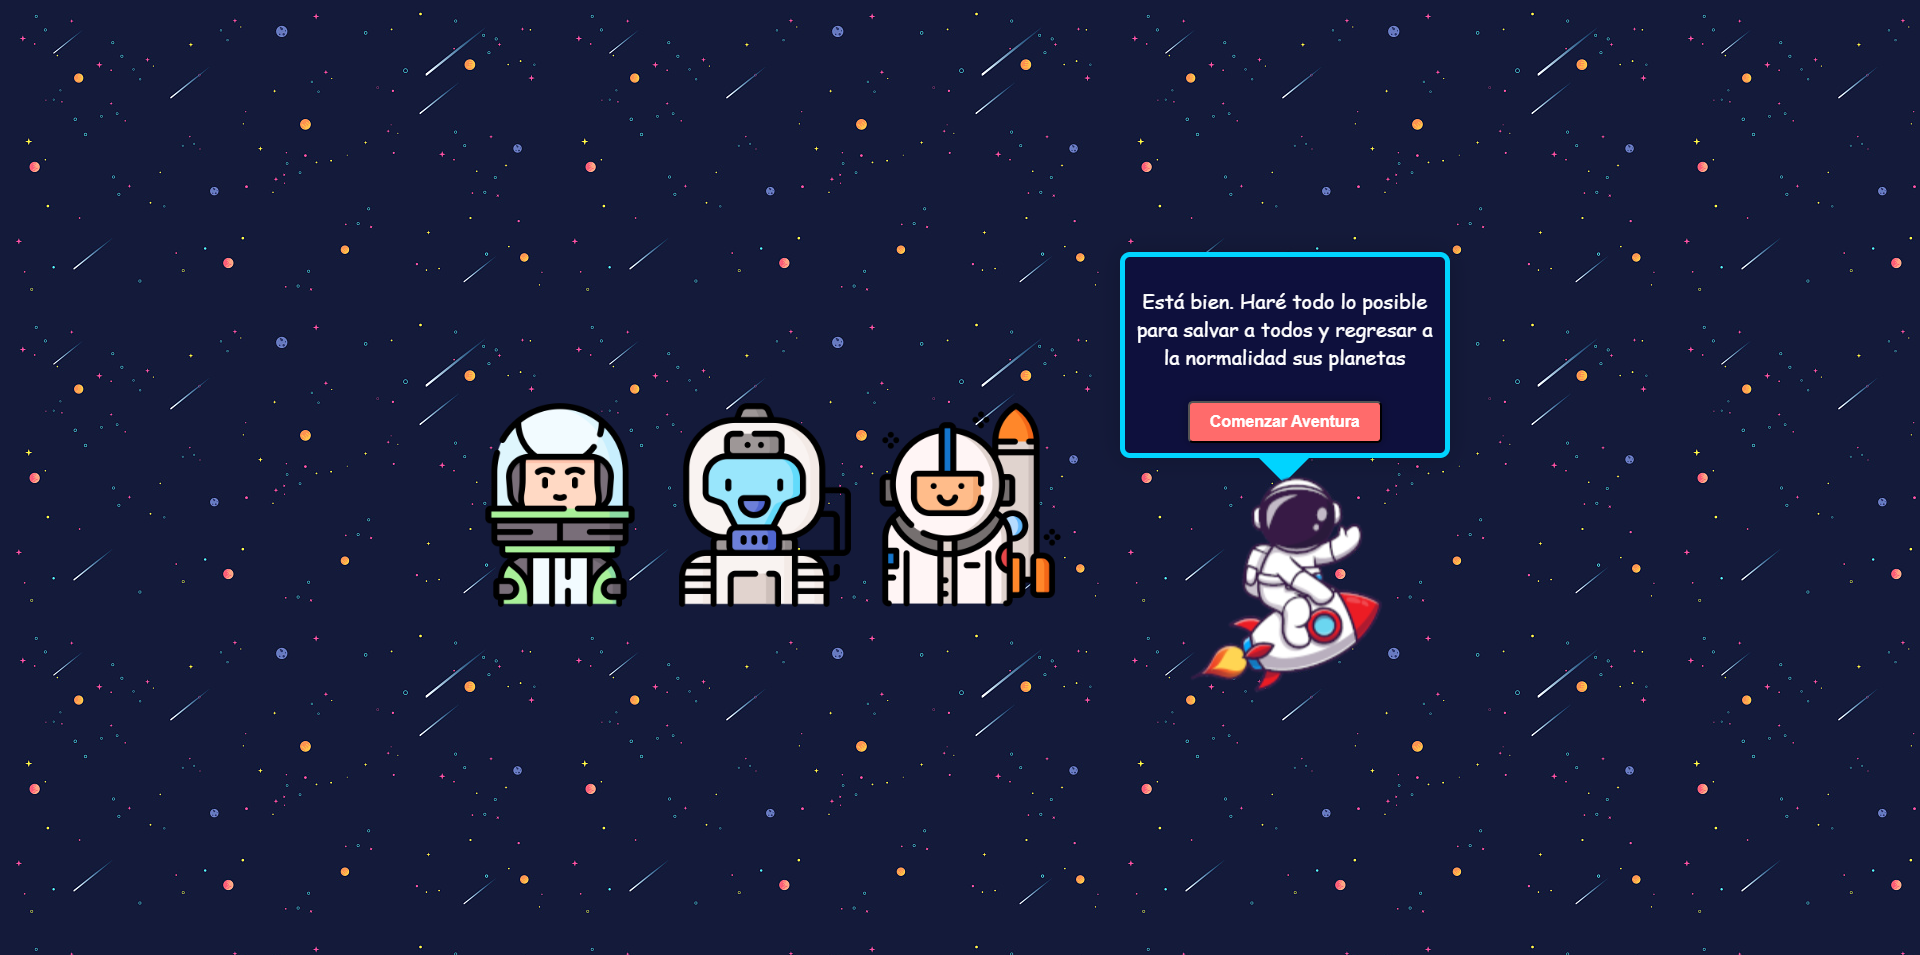 Está bien. Haré todo lo posible
para salvar a todos y regresar a
la normalidad sus planetas
Comenzar Aventura